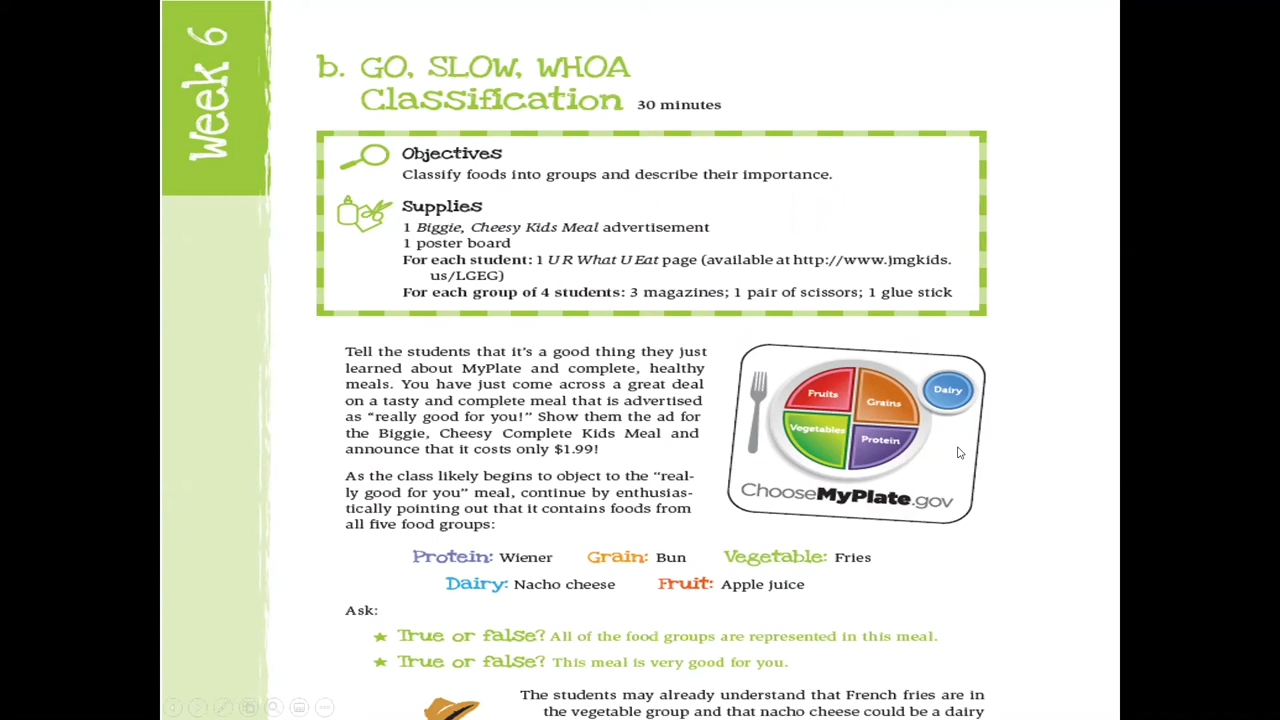 Week 6
b. GO, SLOW, WHOA
Classification 30 minutes
Objectives
Classify foods into groups and describe their importance.
Supplies
1 Biggie, Cheesy Kids Meal advertisement
1 poster board
For each student: 1 U R What U Eat page (available at http://www.jmgkids.
us/LGEG)
For each group of 4 students: 3 magazines; 1 pair of scissors; 1 glue stick
Tell the students that it's a good thing they just
learned about MyPlate and complete, healthy
meals. You have just come across a great deal
on a tasty and complete meal that is advertised
as "really good for you!" Show them the ad for
the Biggie, Cheesy Complete Kids Meal and
announce that it costs only $1.99!
As the class likely begins to object to the "real-
ly good for you" meal, continue by enthusias-
tically pointing out that it contains foods from
all five food groups:
Fruits
Grains
Dairy
Vegetables
Protein
ChooseMyPlate.gov
Protein: Wiener Grain: Bun Vegetable: Fries
Dairy: Nacho cheese Fruit: Apple juice
Ask:
True or false? All of the food groups are represented in this meal.
True or false? This meal is very good for you.
The students may already understand that French fries are in
the vegetable group and that nacho cheese could be a dairy